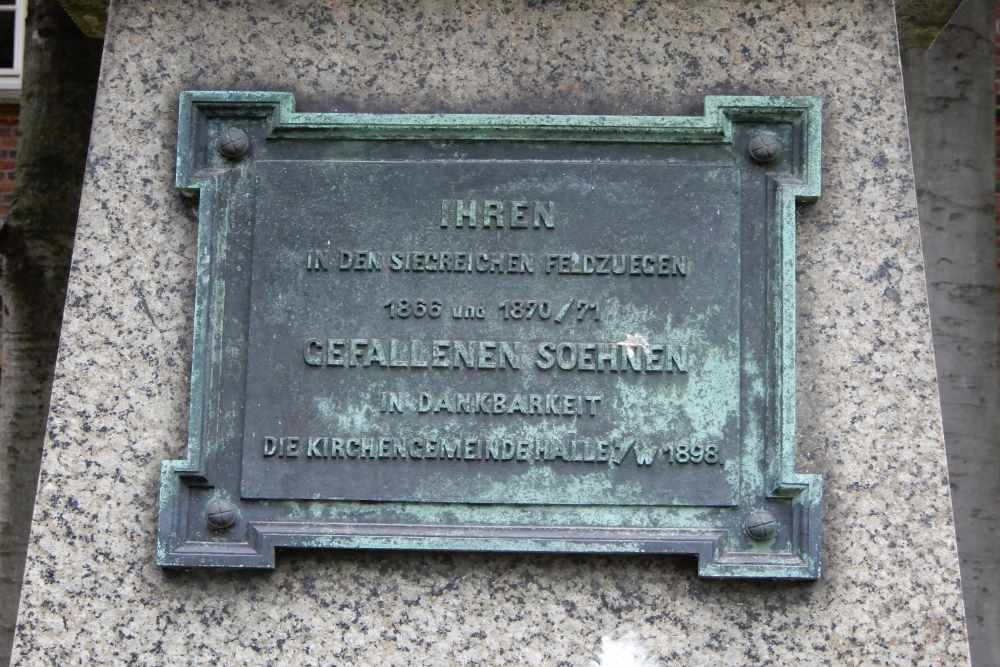 IHREN
IN DEN SIEGREICHEN FELDZUEGEN
1866 und 1870/71
GEFALLENEN SOEHNEN
IN DANKBARKEIT
DIE KIRCHENGEMEINDE HALLE I/W 1898.